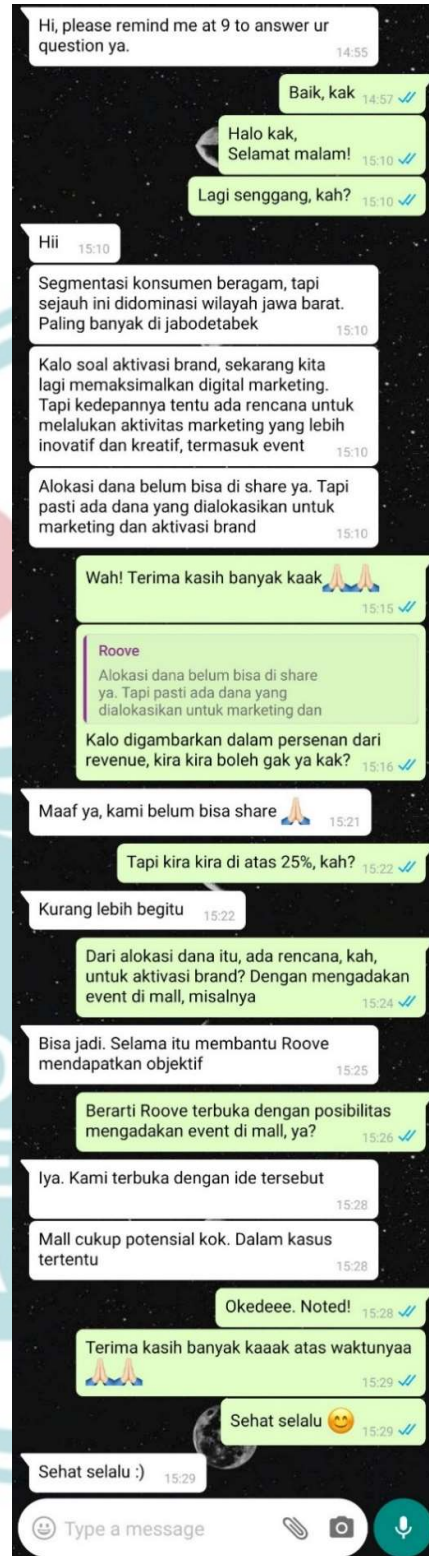 Hi, please remind me at 9 to answer ur
question ya.
14:55
Baik, kak
14:57
Halo kak,
Selamat malam!
15:10
Lagi senggang, kah?
15:10
Hii
15:10
Segmentasi konsumen beragam, tapi
sejauh ini didominasi wilayah jawa barat.
Paling banyak di jabodetabek
15:10
Kalo soal aktivasi brand, sekarang kita
lagi memaksimalkan digital marketing.
Tapi kedepannya tentu ada rencana untuk
melalukan aktivitas marketing yang lebih
inovatif dan kreatif, termasuk event
15:10
Alokasi dana belum bisa di share ya. Tapi
pasti ada dana yang dialokasikan untuk
marketing dan aktivasi brand
15:10
Wah! Terima kasih banyak kaak🙏🏻🙏🏻
15:15
Roove
Alokasi dana belum bisa di share
ya. Tapi pasti ada dana yang
dialokasikan untuk marketing dan
Kalo digambarkan dalam persenan dari
revenue, kira kira boleh gak ya kak?
15:16
Maaf ya, kami belum bisa share 🙏🏻
15:21
Tapi kira kira di atas 25%, kah?
15:22
Kurang lebih begitu
15:22
Dari alokasi dana itu, ada rencana, kah,
untuk aktivasi brand? Dengan mengadakan
event di mall, misalnya
15:24
Bisa jadi. Selama itu membantu Roove
mendapatkan objektif
15:25
Berarti Roove terbuka dengan posibilitas
mengadakan event di mall, ya?
15:26
Iya. Kami terbuka dengan ide tersebut
15:28
Mall cukup potensial kok. Dalam kasus
tertentu
15:28
Okedeee. Noted!
15:28
Terima kasih banyak kaaak atas waktunyaa
🙏🏻🙏🏻
15:29
Sehat selalu 😊
15:29
Sehat selalu :)
15:29
Type a message